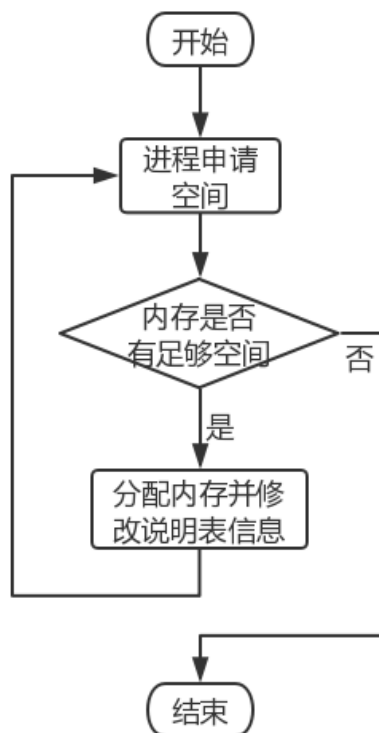 开始
进程申请
空间
内存是否
有足够空间
否
是
分配内存并修
改说明表信息
结束